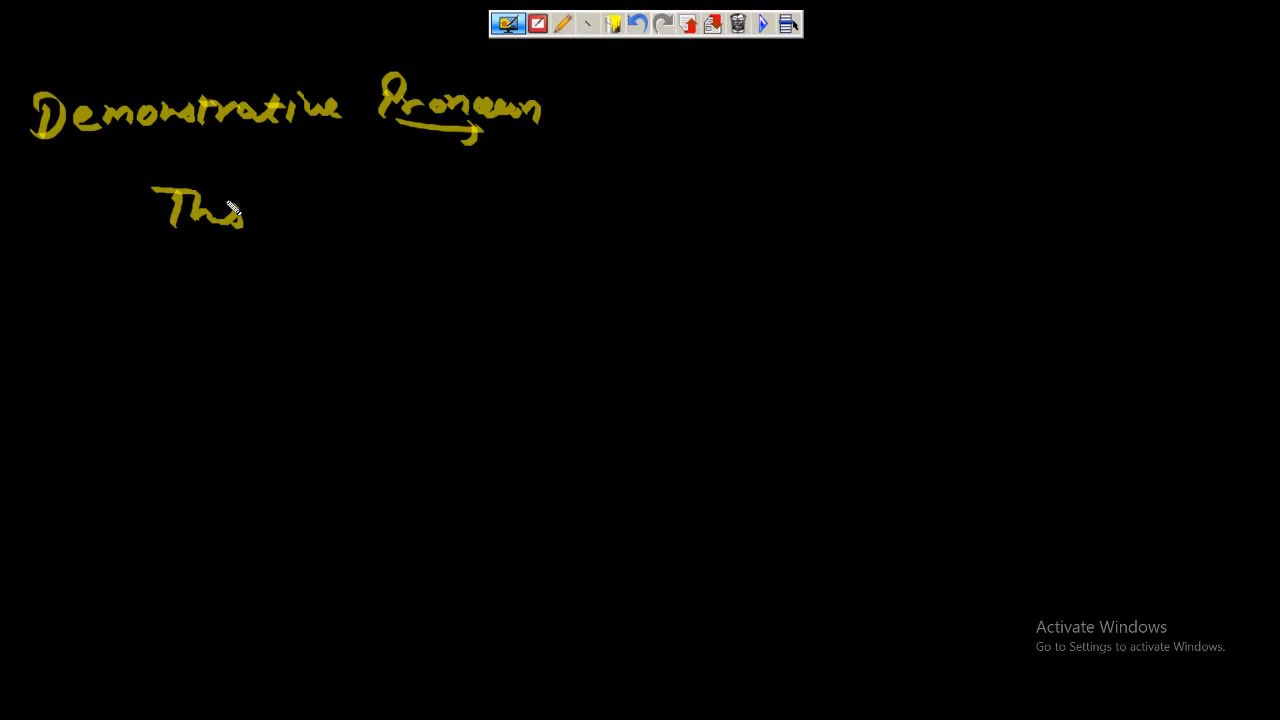 Demonstrative Pronoun
This
Activate Windows
Go to Settings to activate Windows.